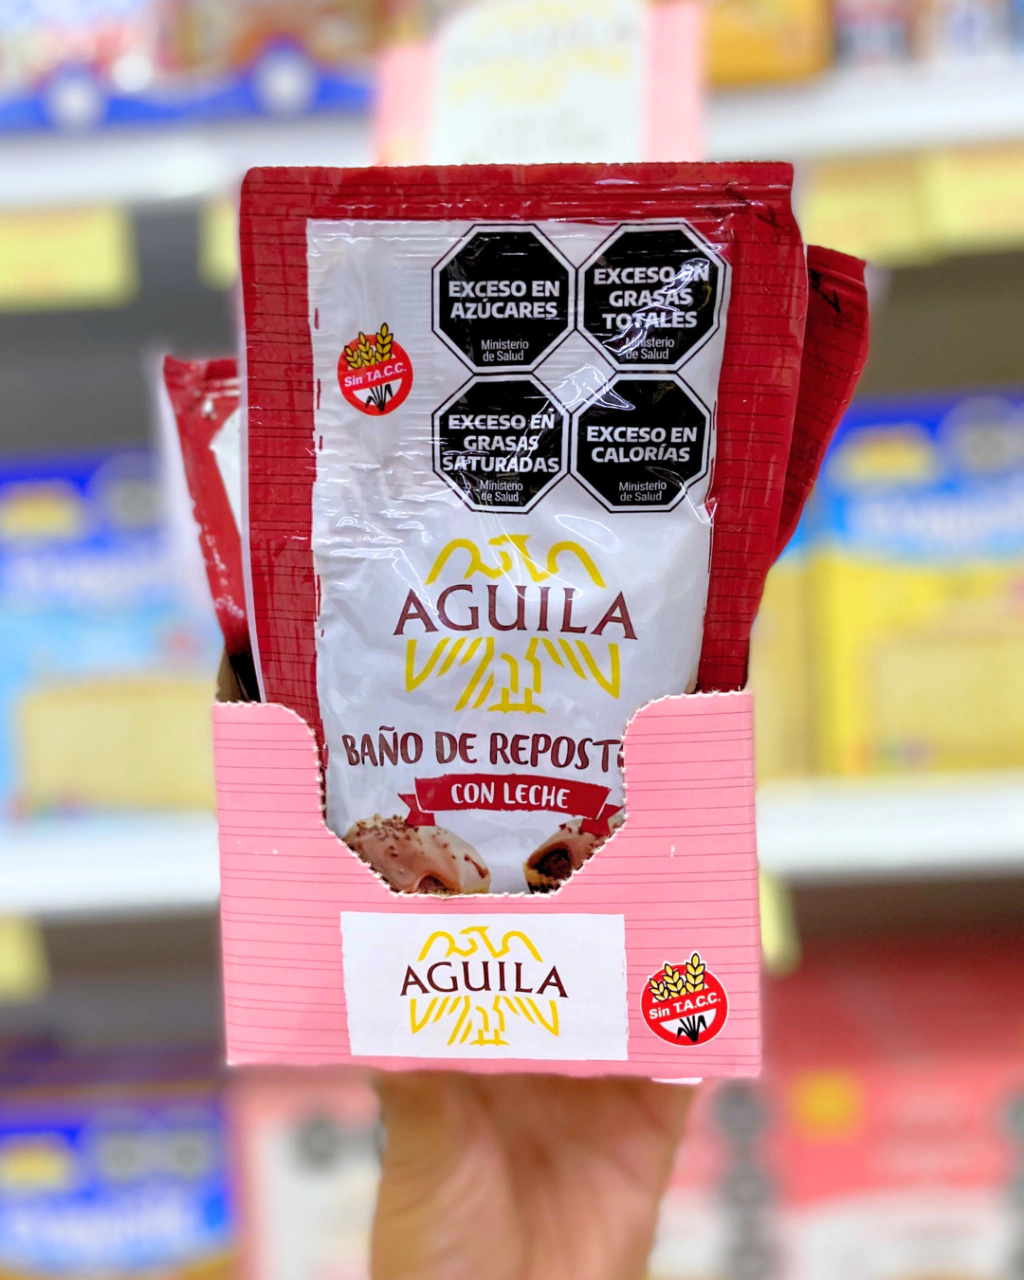 EXCESO EN
AZÚCARES
Ministerio
de Salud
EXCESO EN
GRASAS
TOTALES
Ministerio
de Salud
Sin T.A.C.C.
EXCESO EN
GRASAS
SATURADAS
Ministerio
de Salud
EXCESO EN
CALORÍAS
Ministerio
de Salud
AGUILA
BAÑO DE REPOST
CON LECHE
AGUILA
Sin T.A.C.C.